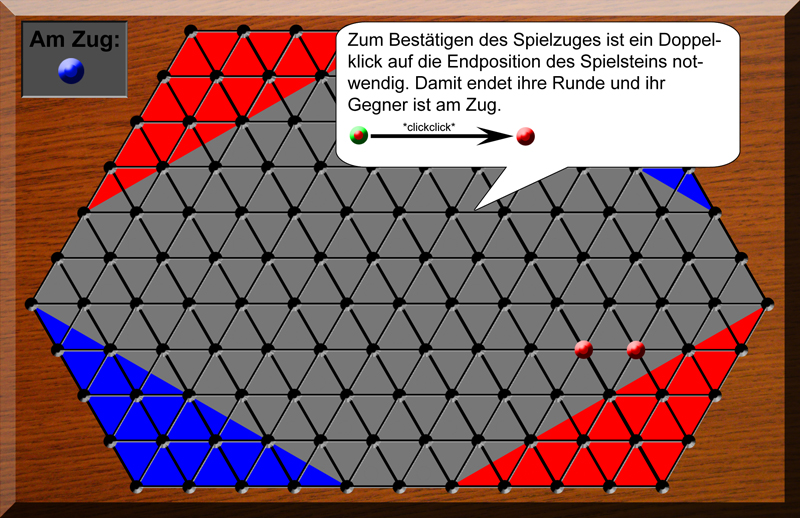 Am Zug:
Zum Bestätigen des Spielzuges ist ein Doppel-
klick auf die Endposition des Spielsteins not-
wendig. Damit endet ihre Runde und ihr
Gegner ist am Zug.
*clickclick*